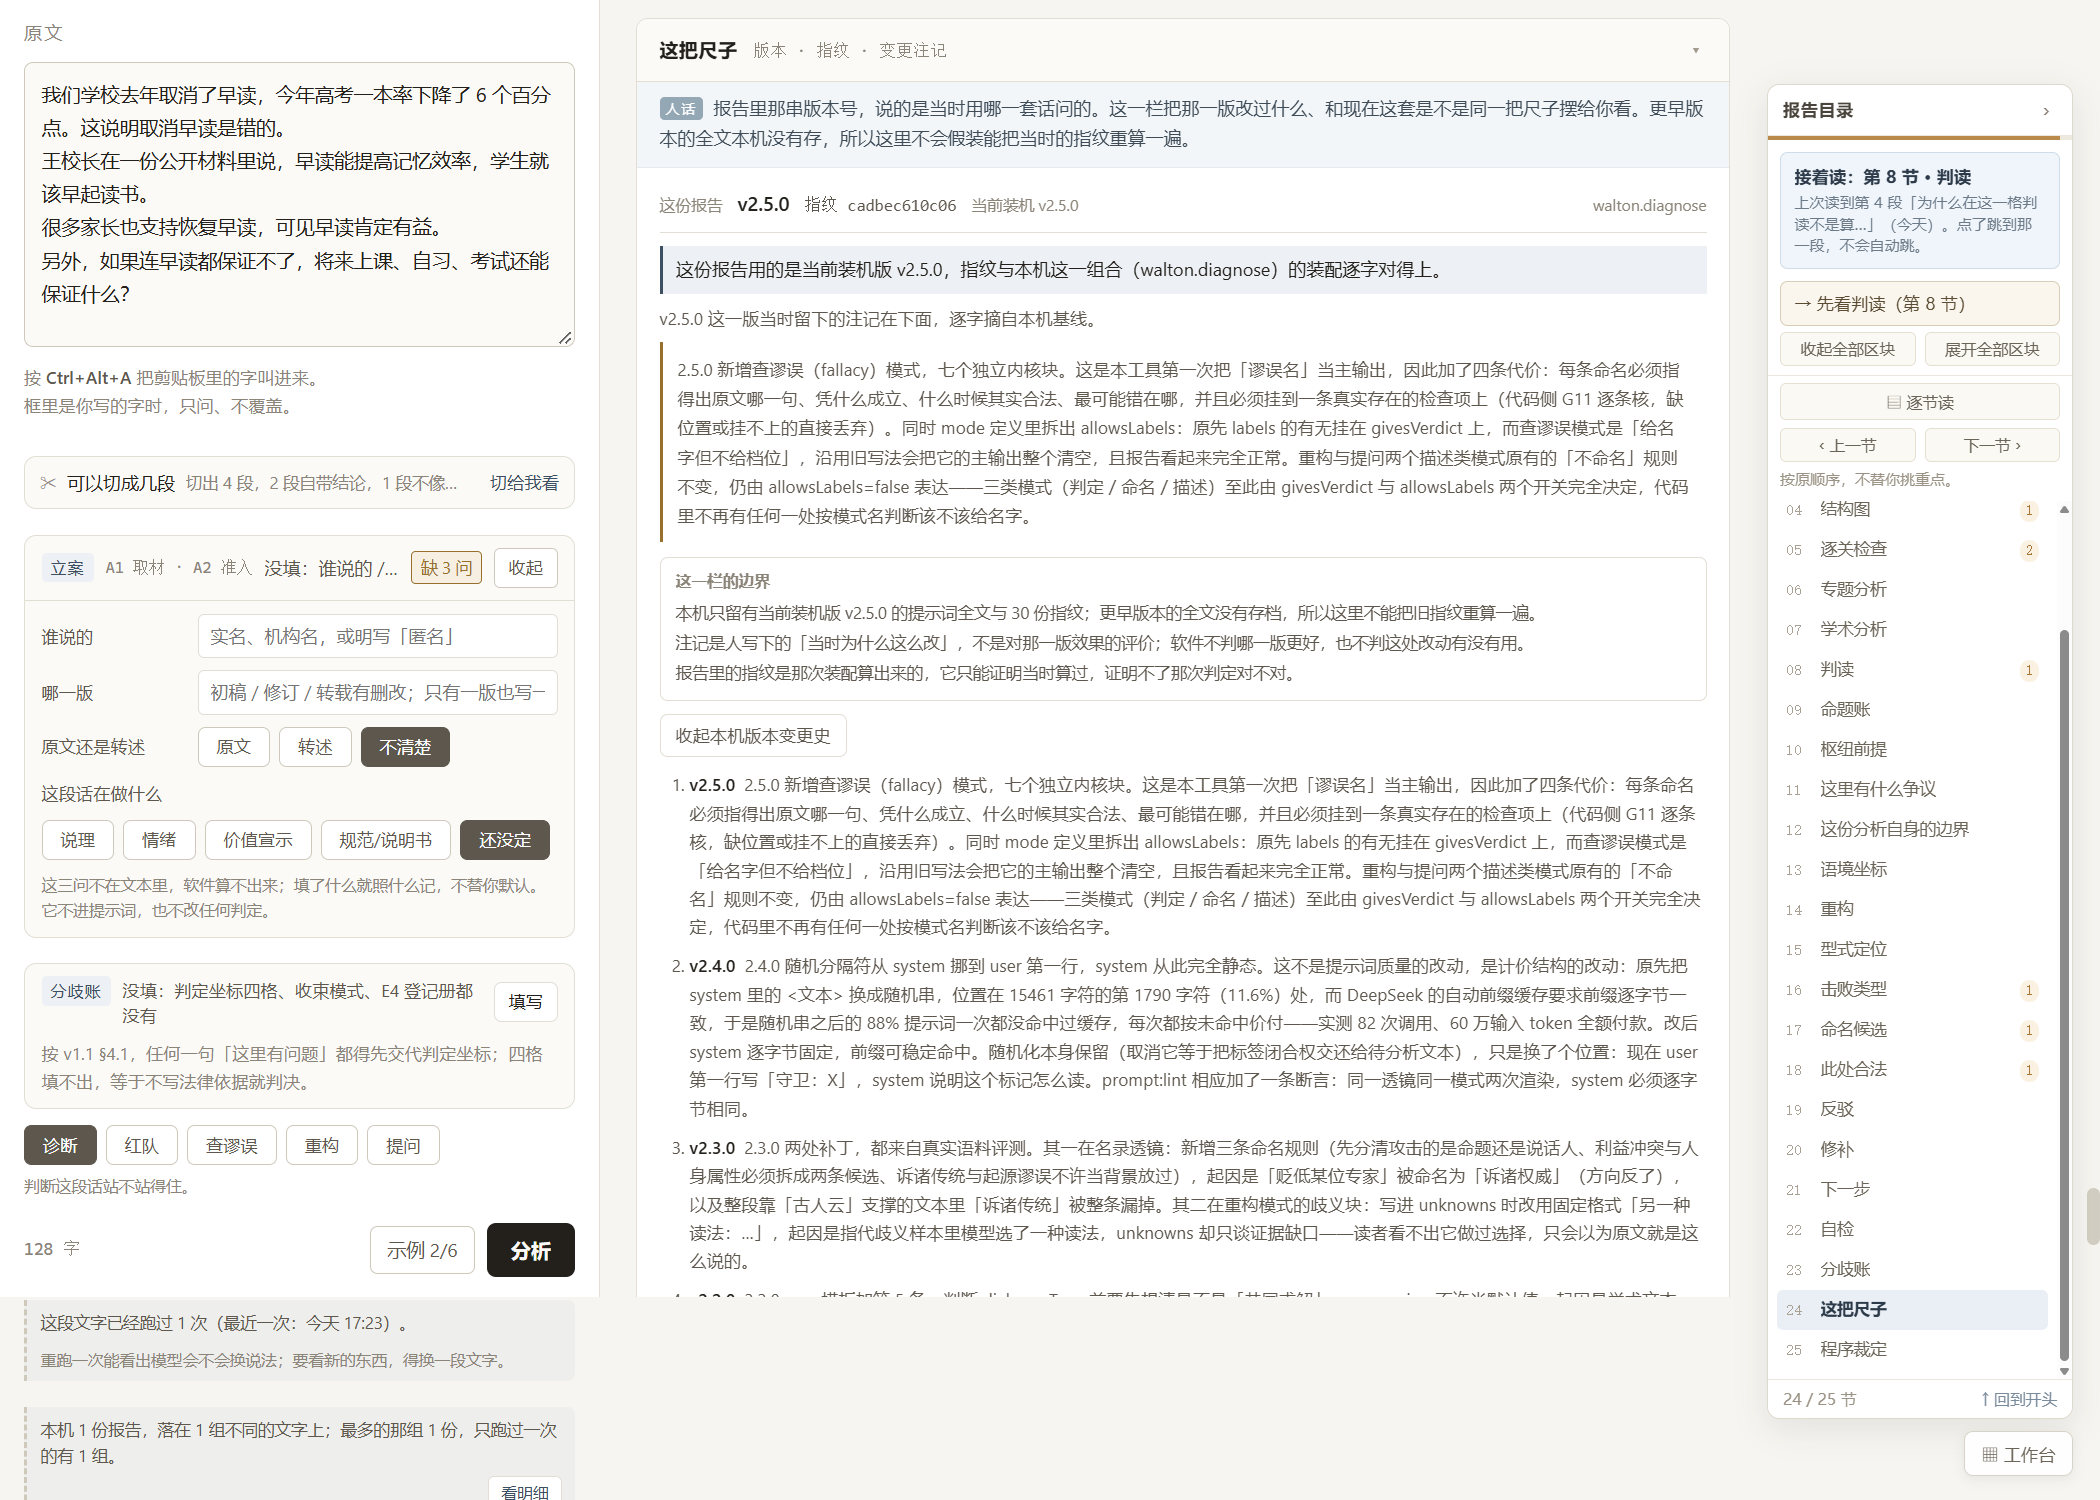 原文
我们学校去年取消了早读，今年高考一本率下降了 6 个百分
点。这说明取消早读是错的。
王校长在一份公开材料里说，早读能提高记忆效率，学生就
该早起读书。
很多家长也支持恢复早读，可见早读肯定有益。
另外，如果连早读都保证不了，将来上课、自习、考试还能
保证什么？
按 Ctrl+Alt+A 把剪贴板里的字叫进来。
框里是你写的字时，只问、不覆盖。
可以切成几段 切出 4 段，2 段自带结论，1 段不像... 切给我看
立案 A1 取材 · A2 准入 没填：谁说的 /... 缺 3 问 收起
谁说的 实名、机构名，或明写「匿名」
哪一版 初稿 / 修订 / 转载有删改；只有一版也写一
原文还是转述 原文 转述 不清楚
这段话在做什么
说理 情绪 价值宣示 规范/说明书 还没定
这三问不在文本里，软件算不出来；填了什么就照什么记，不替你默认。
它不进提示词，也不改任何判定。
分歧账 没填：判定坐标四格、收束模式、E4 登记册都
没有
填写
按 v1.1 §4.1，任何一句「这里有问题」都得先交代判定坐标；四格
填不出，等于不写法律依据就判决。
诊断 红队 查谬误 重构 提问
判断这段话站不站得住。
128 字 示例 2/6 分析
这段文字已经跑过 1 次（最近一次：今天 17:23）。
重跑一次能看出模型会不会换说法；要看新的东西，得换一段文字。
本机 1 份报告，落在 1 组不同的文字上；最多的那组 1 份，只跑过一次
的有 1 组。
看明细
这把尺子 版本 · 指纹 · 变更注记
人话 报告里那串版本号，说的是当时用哪一套话问的。这一栏把那一版改过什么、和现在这套是不是同一把尺子摆给你看。更早版
本的全文本机没有存，所以这里不会假装能把当时的指纹重算一遍。
这份报告 v2.5.0 指纹 cadbec610c06 当前装机 v2.5.0 walton.diagnose
这份报告用的是当前装机版 v2.5.0，指纹与本机这一组合（walton.diagnose）的装配逐字对得上。
v2.5.0 这一版当时留下的注记在下面，逐字摘自本机基线。
2.5.0 新增查谬误（fallacy）模式，七个独立内核块。这是本工具第一次把「谬误名」当主输出，因此加了四条代价：每条命名必须指
得出原文哪一句、凭什么成立、什么时候其实合法、最可能错在哪，并且必须挂到一条真实存在的检查项上（代码侧 G11 逐条核，缺
位置或挂不上的直接丢弃）。同时 mode 定义里拆出 allowsLabels：原先 labels 的有无挂在 givesVerdict 上，而查谬误模式是「给名
字但不给档位」，沿用旧写法会把它的主输出整个清空，且报告看起来完全正常。重构与提问两个描述类模式原有的「不命名」规则
不变，仍由 allowsLabels=false 表达——三类模式（判定 / 命名 / 描述）至此由 givesVerdict 与 allowsLabels 两个开关完全决定，代码
里不再有任何一处按模式名判断该不该给名字。
这一栏的边界
本机只留有当前装机版 v2.5.0 的提示词全文与 30 份指纹；更早版本的全文没有存档，所以这里不能把旧指纹重算一遍。
注记是人写下的「当时为什么这么改」，不是对那一版效果的评价；软件不判哪一版更好，也不判这处改动有没有用。
报告里的指纹是那次装配算出来的，它只能证明当时算过，证明不了那次判定对不对。
收起本机版本变更史
1. v2.5.0 2.5.0 新增查谬误（fallacy）模式，七个独立内核块。这是本工具第一次把「谬误名」当主输出，因此加了四条代价：每条命名
必须指得出原文哪一句、凭什么成立、什么时候其实合法、最可能错在哪，并且必须挂到一条真实存在的检查项上（代码侧 G11 逐条
核，缺位置或挂不上的直接丢弃）。同时 mode 定义里拆出 allowsLabels：原先 labels 的有无挂在 givesVerdict 上，而查谬误模式是
「给名字但不给档位」，沿用旧写法会把它的主输出整个清空，且报告看起来完全正常。重构与提问两个描述类模式原有的「不命
名」规则不变，仍由 allowsLabels=false 表达——三类模式（判定 / 命名 / 描述）至此由 givesVerdict 与 allowsLabels 两个开关完全决
定，代码里不再有任何一处按模式名判断该不该给名字。
2. v2.4.0 2.4.0 随机分隔符从 system 挪到 user 第一行，system 从此完全静态。这不是提示词质量的改动，是计价结构的改动：原先把
system 里的 <文本> 换成随机串，位置在 15461 字符的第 1790 字符（11.6%）处，而 DeepSeek 的自动前缀缓存要求前缀逐字节一
致，于是随机串之后的 88% 提示词一次都没命中过缓存，每次都按未命中价付——实测 82 次调用、60 万输入 token 全额付款。改后
system 逐字节固定，前缀可稳定命中。随机化本身保留（取消它等于把标签闭合权交还给待分析文本），只是换了个位置：现在 user
第一行写「守卫：X」，system 说明这个标记怎么读。prompt:lint 相应加了一条断言：同一透镜同一模式两次渲染，system 必须逐字
节相同。
3. v2.3.0 2.3.0 两处补丁，都来自真实语料评测。其一在名录透镜：新增三条命名规则（先分清攻击的是命题还是说话人、利益冲突与人
身属性必须拆成两条候选、诉诸传统与起源谬误不许当背景放过），起因是「贬低某位专家」被命名为「诉诸权威」（方向反了），
以及整段靠「古人云」支撑的文本里「诉诸传统」被整条漏掉。其二在重构模式的歧义块：写进 unknowns 时改用固定格式「另一种
读法：...」，起因是指代歧义样本里模型选了一种读法，unknowns 却只谈证据缺口——读者看不出它做过选择，只会以为原文就是这
么说的。
报告目录
接着读：第 8 节 · 判读
上次读到第 4 段「为什么在这一格判
读不是算...」（今天）。点了跳到那
一段，不会自动跳。
→ 先看判读（第 8 节）
收起全部区块 展开全部区块
逐节读
‹ 上一节 下一节 ›
按原顺序，不替你挑重点。
04 结构图 1
05 逐关检查 2
06 专题分析
07 学术分析
08 判读 1
09 命题账
10 枢纽前提
11 这里有什么争议
12 这份分析自身的边界
13 语境坐标
14 重构
15 型式定位
16 击败类型 1
17 命名候选 1
18 此处合法 1
19 反驳
20 修补
21 下一步
22 自检
23 分歧账
24 这把尺子
25 程序裁定
24 / 25 节 ↑ 回到开头
工作台